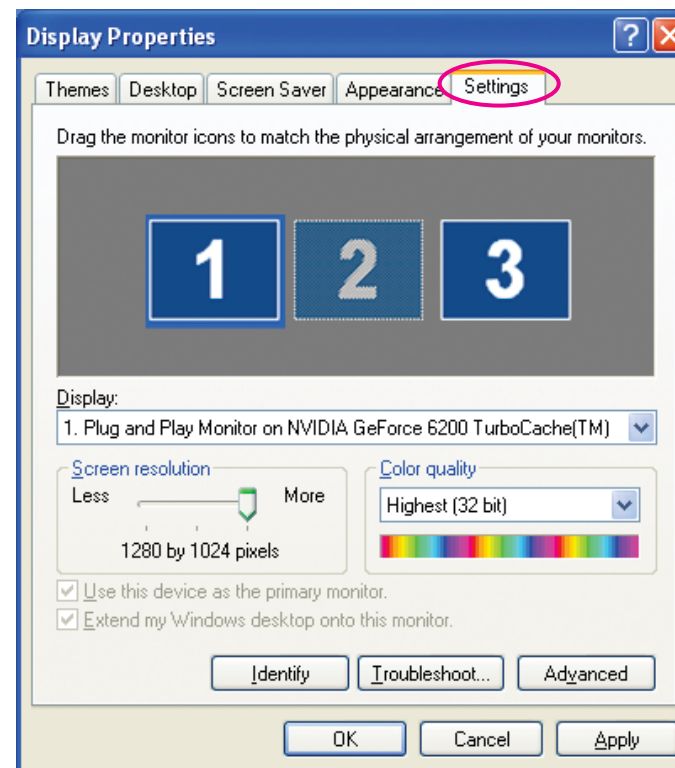 Display Properties
Themes Desktop Screen Saver Appearance Settings
Drag the monitor icons to match the physical arrangement of your monitors.
1 2 3
Display:
1. Plug and Play Monitor on NVIDIA GeForce 6200 TurboCache(TM)
Screen resolution Color quality
Less More Highest (32 bit)
1280 by 1024 pixels
Use this device as the primary monitor.
Extend my Windows desktop onto this monitor.
Identify Troubleshoot... Advanced
OK Cancel Apply